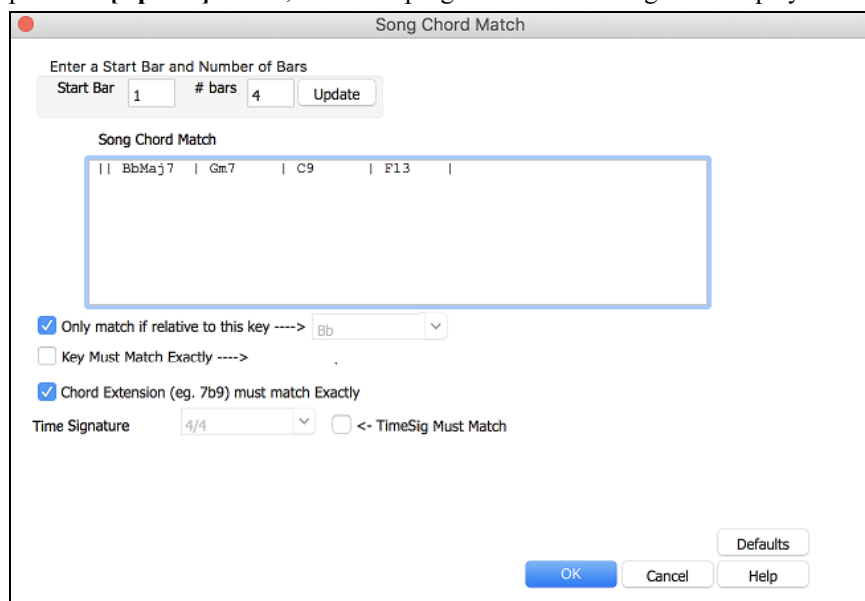 Song Chord Match
Enter a Start Bar and Number of Bars
Start Bar 1 # bars 4 Update
Song Chord Match
|| BbMaj7 | Gm7 | C9 | F13 |
Only match if relative to this key ----> Bb
Key Must Match Exactly ----> .
Chord Extension (eg. 7b9) must match Exactly
Time Signature 4/4 <- TimeSig Must Match
Defaults
OK Cancel Help